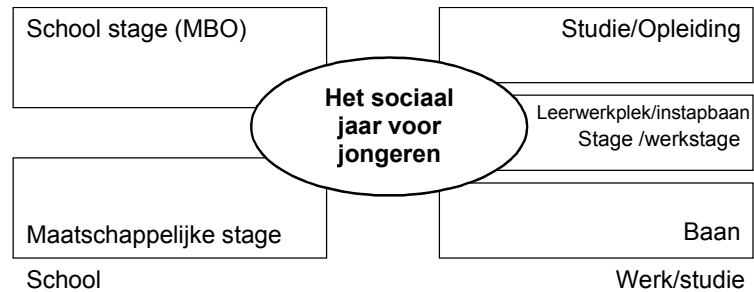 School stage (MBO)
Maatschappelijke stage
School
Het sociaal
jaar voor
jongeren
Studie/Opleiding
Leerwerkplek/instapbaan
Stage /werkstage
Baan
Werk/studie